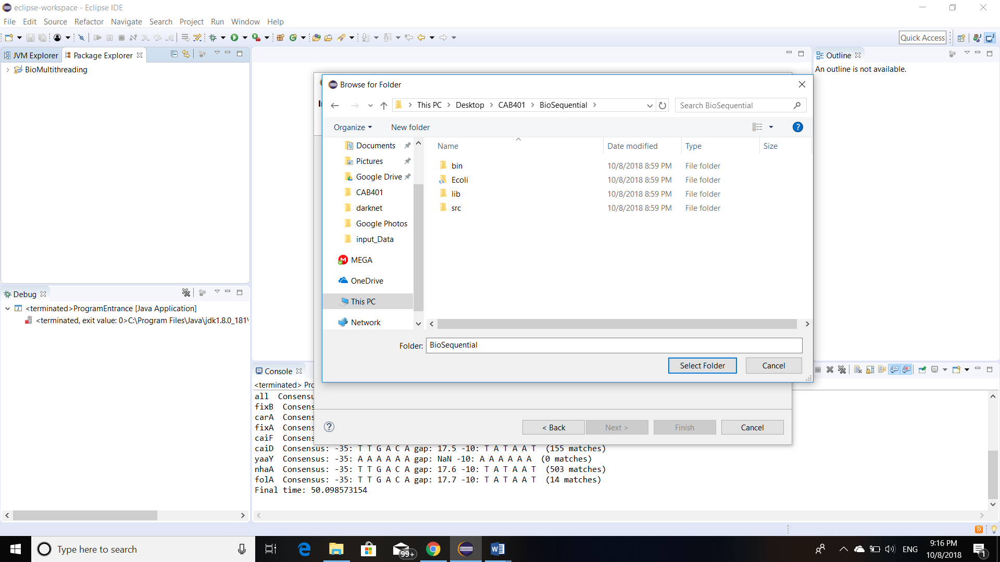 eclipse-workspace - Eclipse IDE
File Edit Source Refactor Navigate Search Project Run Window Help
Quick Access
JVM Explorer Package Explorer
BioMultithreading
Outline
An outline is not available.
Browse for Folder
This PC Desktop CAB401 BioSequential
Search BioSequential
Organize New folder
Name Date modified Type Size
bin 10/8/2018 8:59 PM File folder
Ecoli 10/8/2018 8:59 PM File folder
lib 10/8/2018 8:59 PM File folder
src 10/8/2018 8:59 PM File folder
Documents
Pictures
Google Drive
CAB401
darknet
Google Photos
input_Data
MEGA
OneDrive
This PC
Network
Folder: BioSequential
Select Folder Cancel
< Back Next > Finish Cancel
Debug
<terminated>ProgramEntrance [Java Application]
<terminated, exit value: 0>C:\Program Files\Java\jdk1.8.0_181\
Console
<terminated> Pro
all Consensu
fixB Consens
carA Consens
fixA Consens
caiF Consens
caiD Consensus: -35: T T G A C A gap: 17.5 -10: T A T A A T (155 matches)
yaaY Consensus: -35: A A A A A A gap: NaN -10: A A A A A A (0 matches)
nhaA Consensus: -35: T T G A C A gap: 17.6 -10: T A T A A T (503 matches)
folA Consensus: -35: T T G A C A gap: 17.7 -10: T A T A A T (14 matches)
Final time: 50.098573154
Type here to search
99+
ENG
9:16 PM
10/8/2018
1